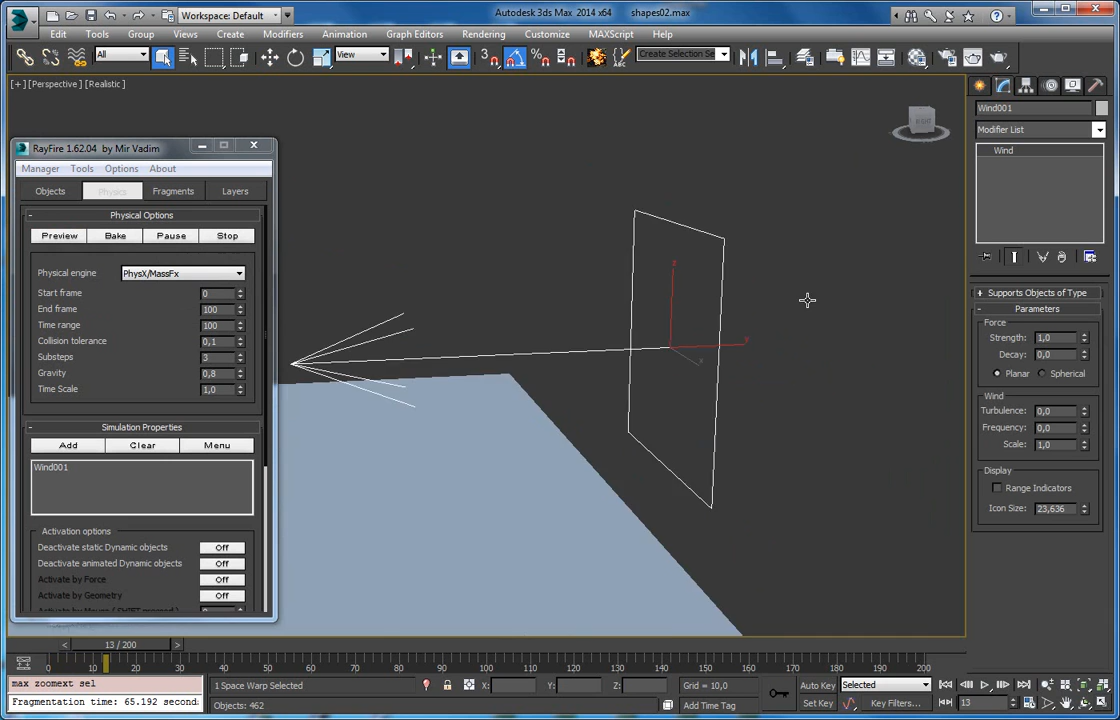 Workspace: Default
Autodesk 3ds Max 2014 x64
shapes02.max
Edit
Tools
Group
Views
Create
Modifiers
Animation
Graph Editors
Rendering
Customize
MAXScript
Help
All
View
3
Create Selection Se
[+] [Perspective ] [Realistic ]
RayFire 1.62.04 by Mir Vadim
Manager
Tools
Options
About
Objects
Physics
Fragments
Layers
Physical Options
Preview
Bake
Pause
Stop
Physical engine
PhysX/MassFx
Start frame
0
End frame
100
Time range
100
Collision tolerance
0,1
Substeps
3
Gravity
0,8
Time Scale
1,0
Simulation Properties
Add
Clear
Menu
Wind001
Activation options
Deactivate static Dynamic objects
Off
Deactivate animated Dynamic objects
Off
Activate by Force
Off
Activate by Geometry
Off
Activate by Mouse ( SHIFT pressed )
z
x
Wind001
Modifier List
Wind
+ Supports Objects of Type
- Parameters
Force
Strength: 1,0
Decay: 0,0
Planar
Spherical
Wind
Turbulence: 0,0
Frequency: 0,0
Scale: 1,0
Display
Range Indicators
Icon Size: 23,636
< 13 / 200 >
0 10 20 30 40 50 60 70 80 90 100 110 120 130 140 150 160 170 180 190 200
max zoomext sel
Fragmentation time: 65.192 second
1 Space Warp Selected
Objects: 462
X:
Y:
Z:
Grid = 10,0
Add Time Tag
Auto Key
Selected
Set Key
Key Filters...
13